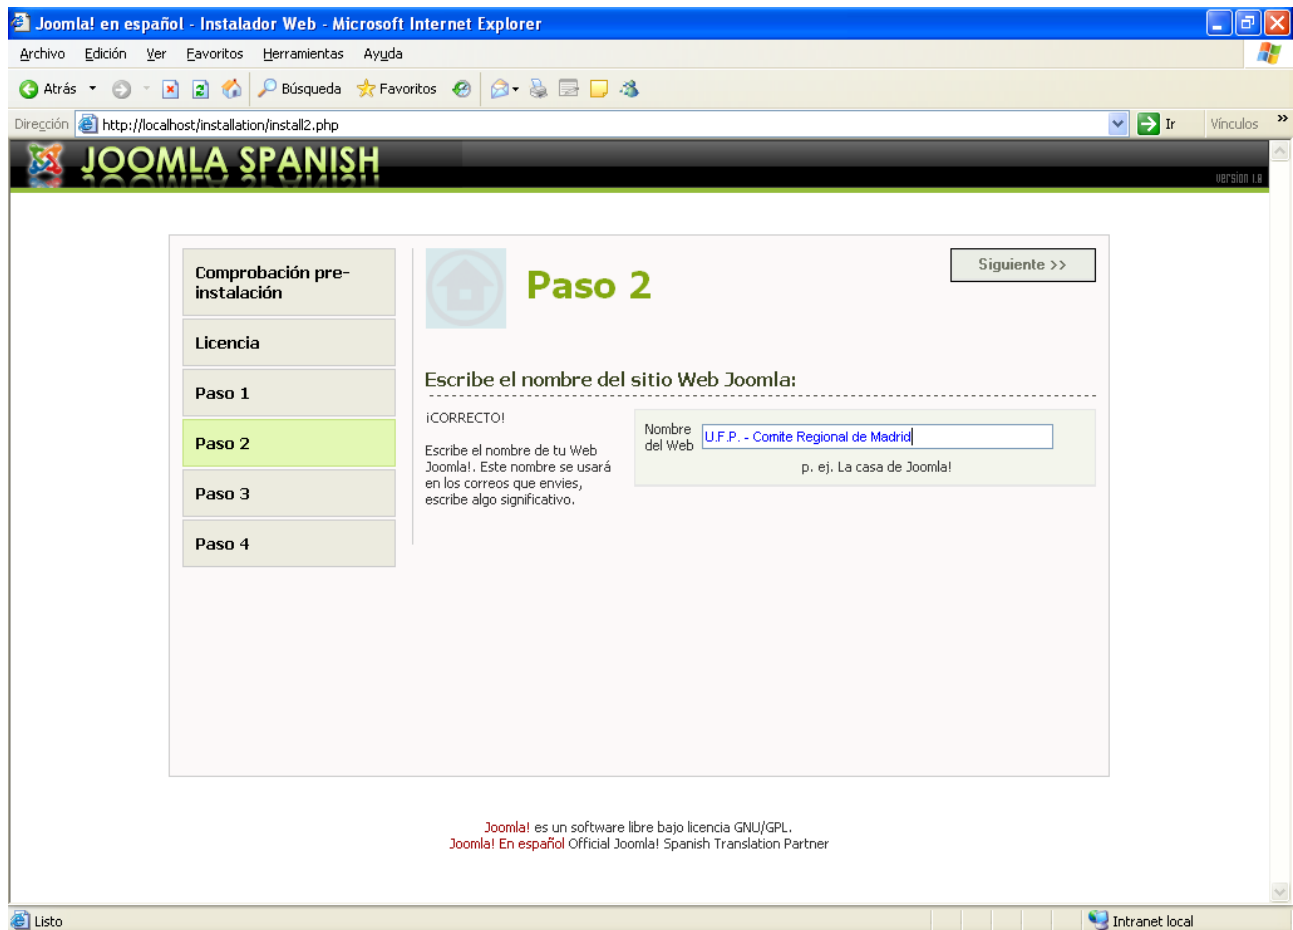 Joomla! en español - Instalador Web - Microsoft Internet Explorer
Archivo Edición Ver Favoritos Herramientas Ayuda
Atrás Búsqueda Favoritos
Dirección http://localhost/installation/install2.php Ir Vínculos »
JOOMLA SPANISH
version 1.0
Comprobación pre-
instalación
Licencia
Paso 1
Paso 2
Paso 3
Paso 4
Paso 2
Siguiente >>
Escribe el nombre del sitio Web Joomla:
¡CORRECTO!
Escribe el nombre de tu Web
Joomla!. Este nombre se usará
en los correos que envies,
escribe algo significativo.
Nombre
del Web
U.F.P. - Comite Regional de Madrid
p. ej. La casa de Joomla!
Joomla! es un software libre bajo licencia GNU/GPL.
Joomla! En español Official Joomla! Spanish Translation Partner
Listo
Intranet local